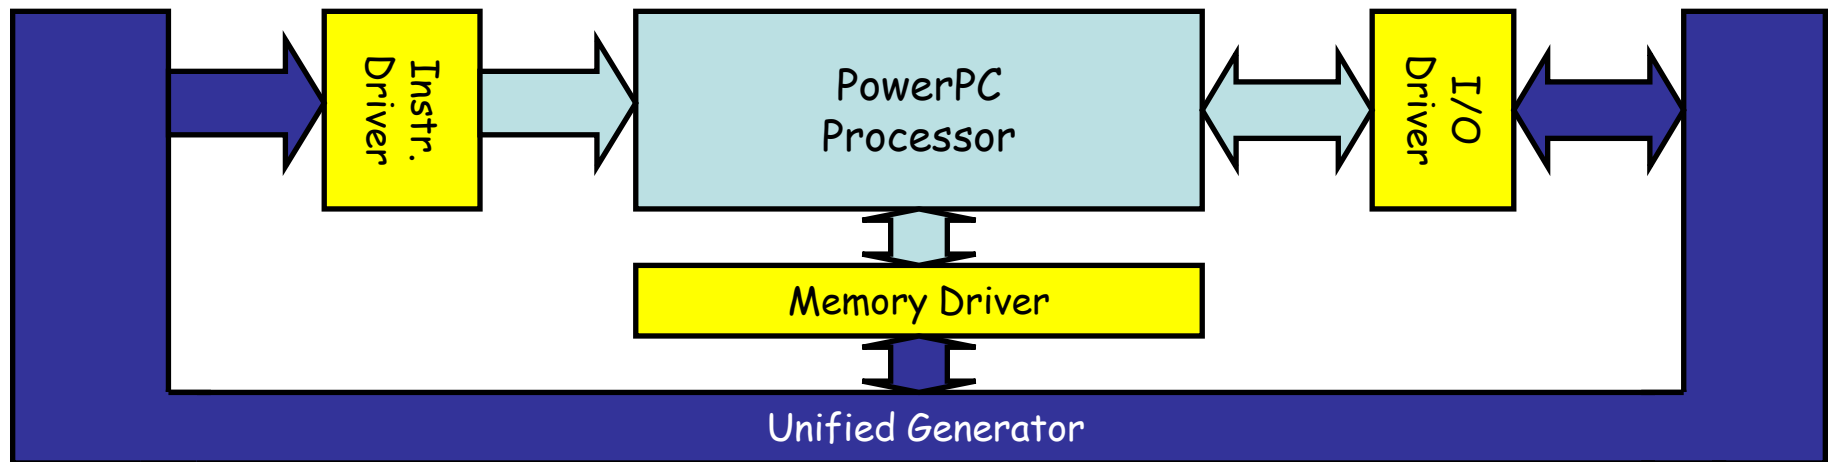 Instr.
Driver
PowerPC
Processor
I/O
Driver
Memory Driver
Unified Generator